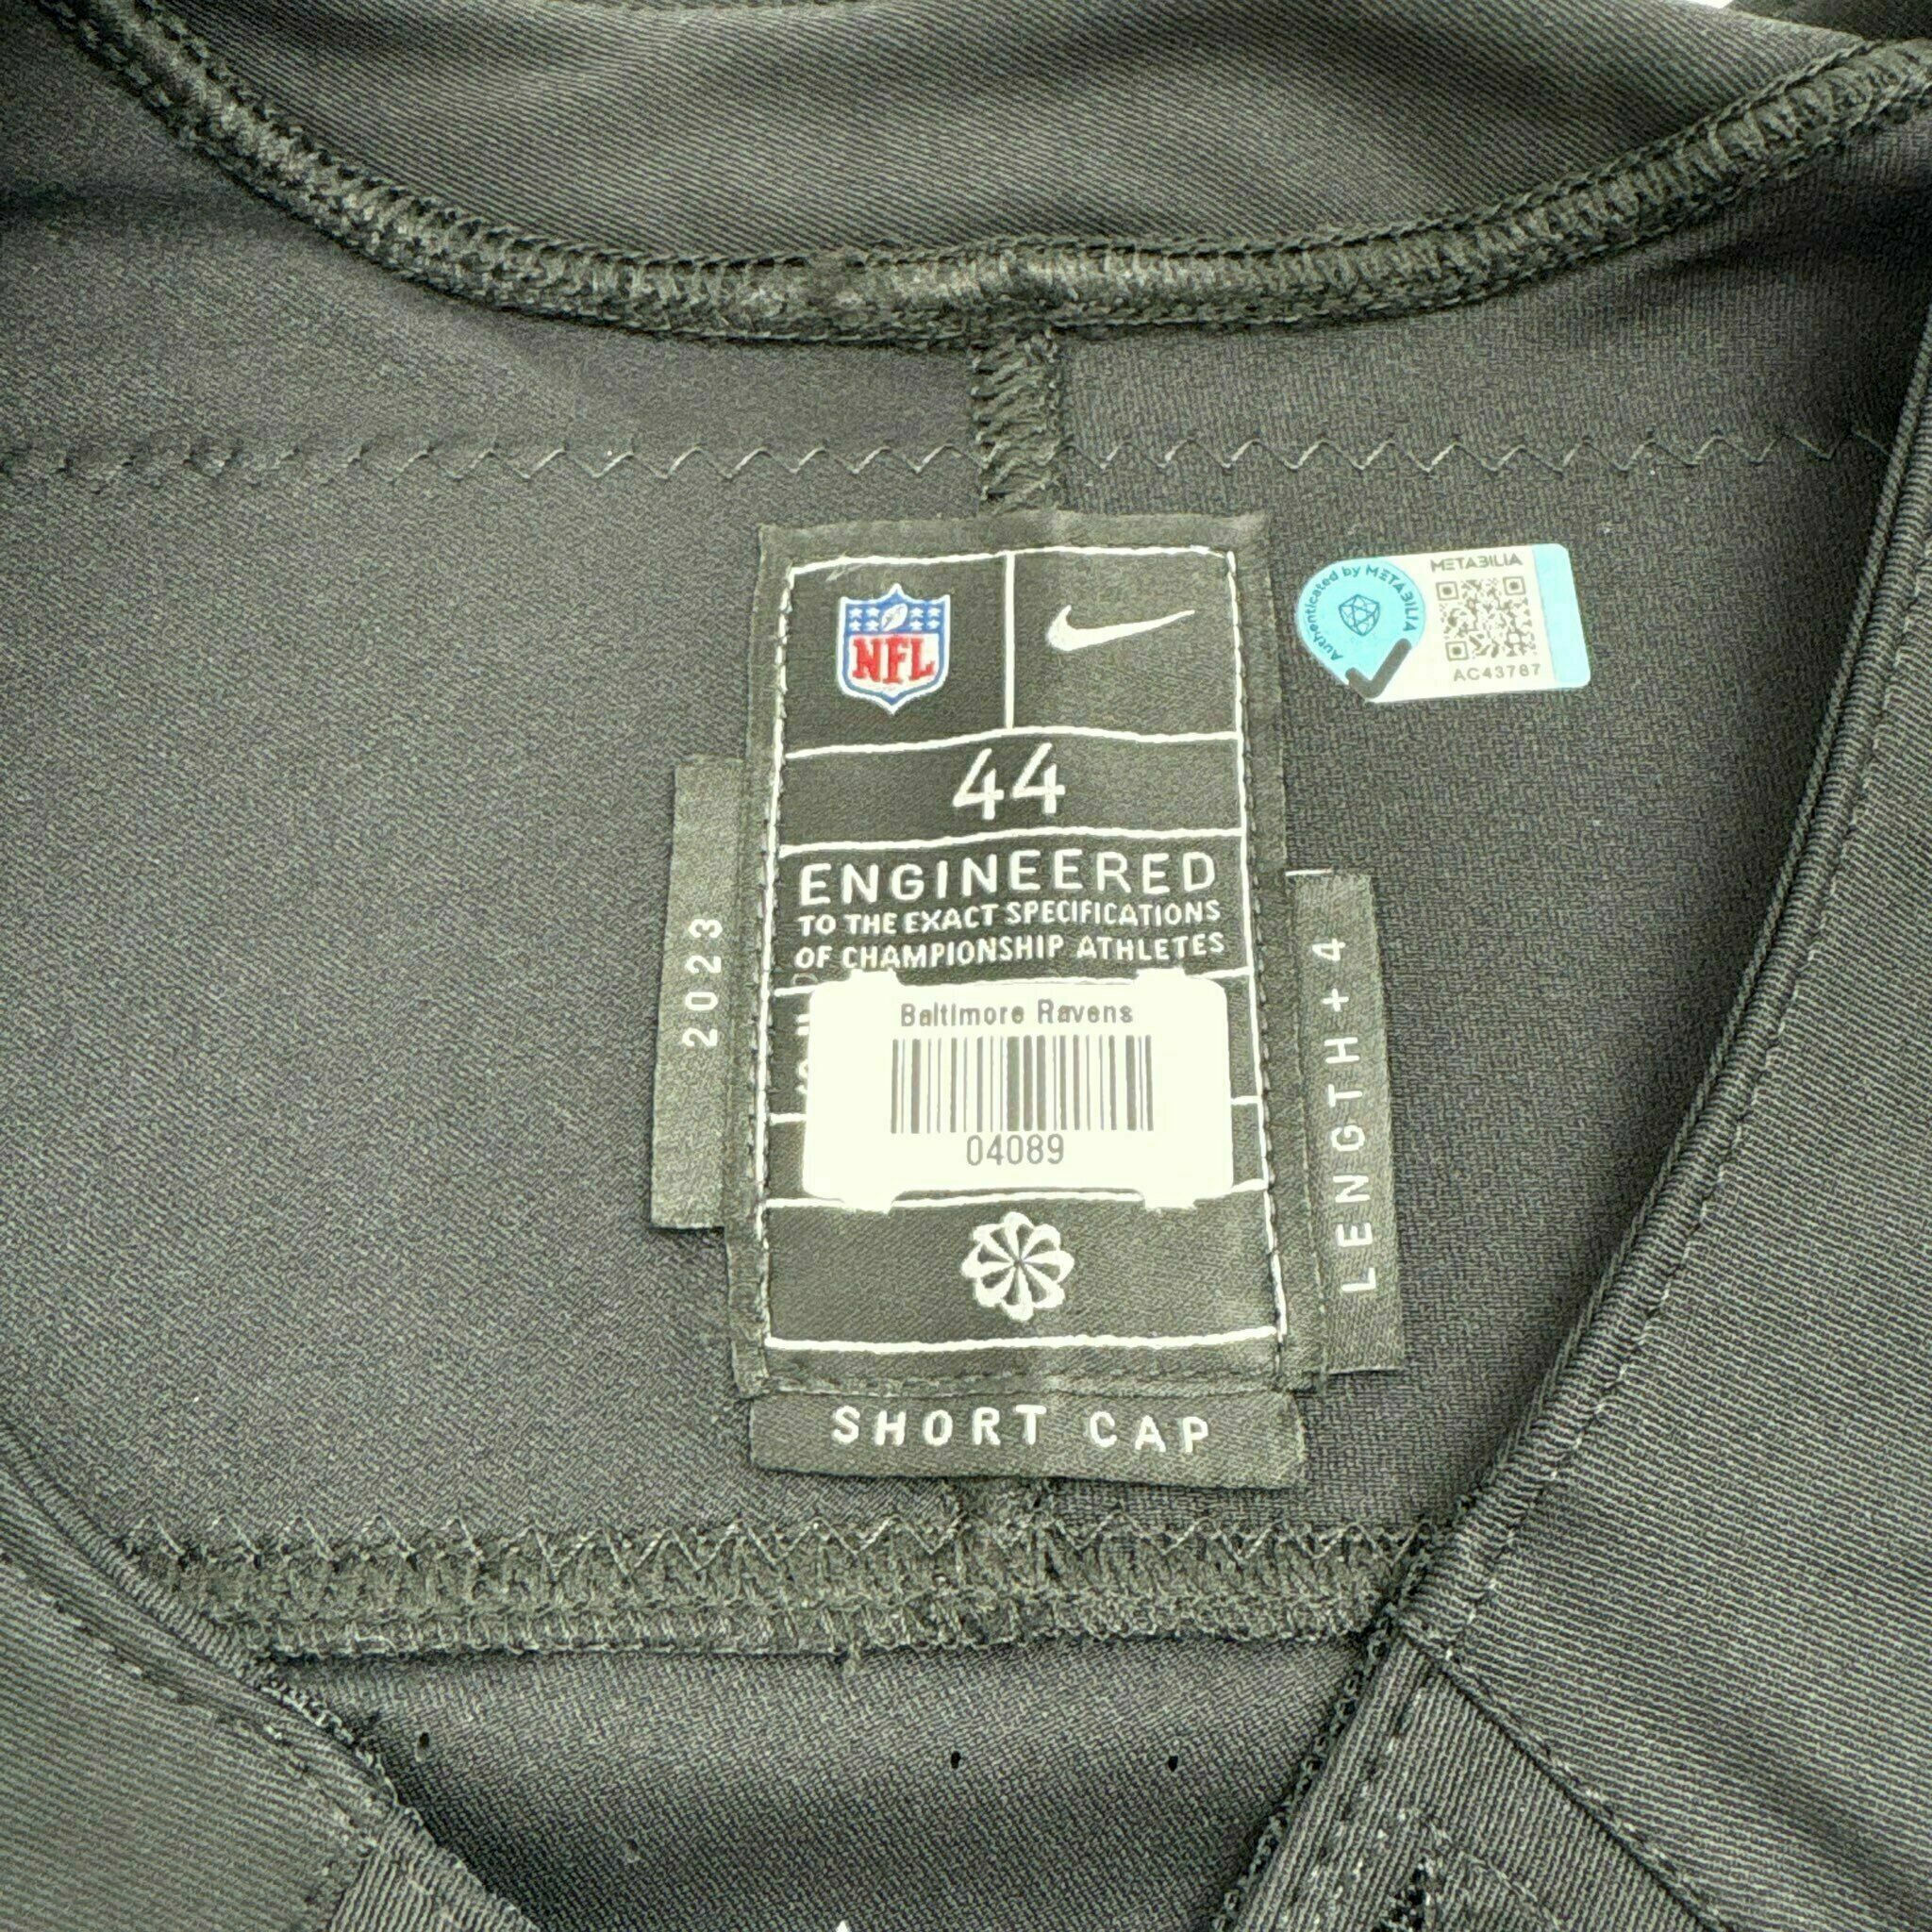 NFL
44
ENGINEERED
TO THE EXACT SPECIFICATIONS
OF CHAMPIONSHIP ATHLETES
Baltimore Ravens
04089
2023
LENGTH + 4
SHORT CAP
Authenticated by METABILIA
METABILIA
AC43787